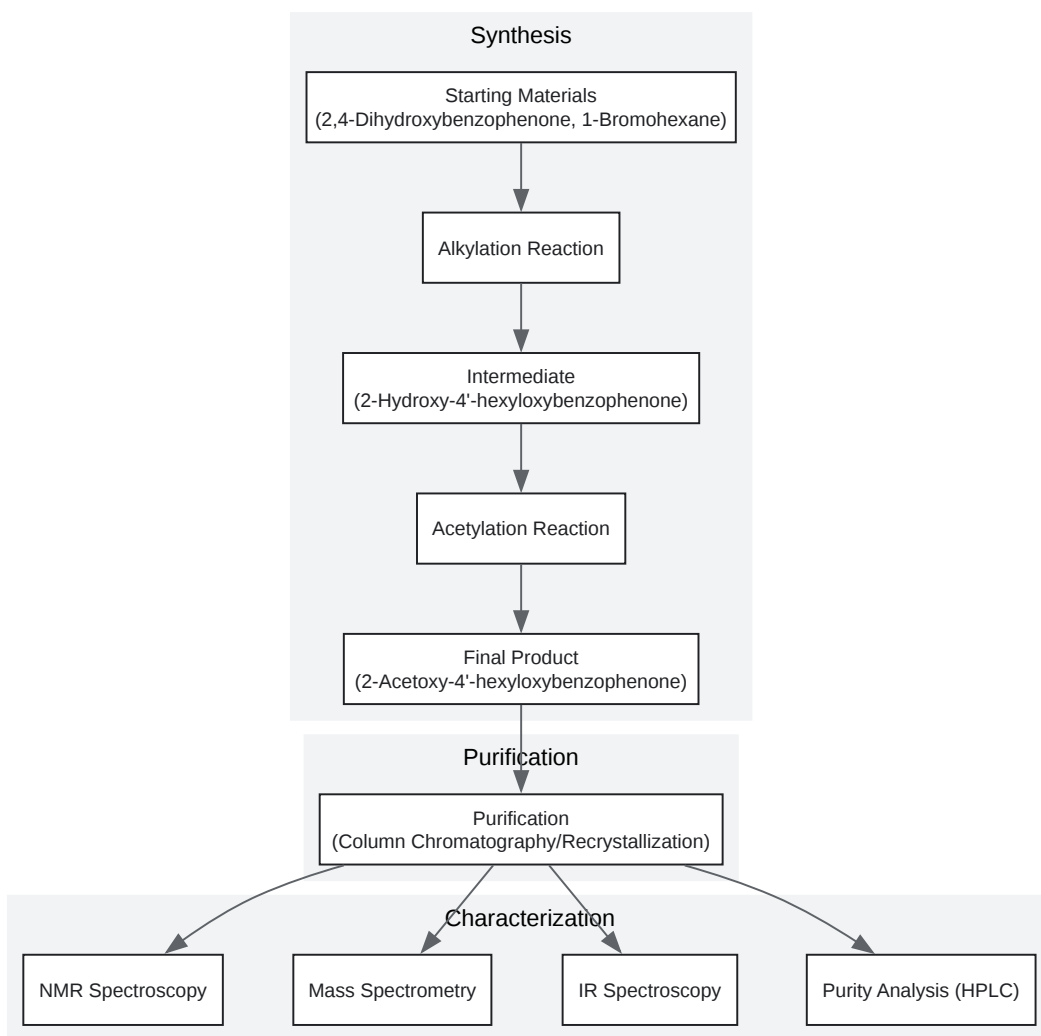 Synthesis
Starting Materials
(2,4-Dihydroxybenzophenone, 1-Bromohexane)
Alkylation Reaction
Intermediate
(2-Hydroxy-4'-hexyloxybenzophenone)
Acetylation Reaction
Final Product
(2-Acetoxy-4'-hexyloxybenzophenone)
Purification
Purification
(Column Chromatography/Recrystallization)
Characterization
NMR Spectroscopy
Mass Spectrometry
IR Spectroscopy
Purity Analysis (HPLC)